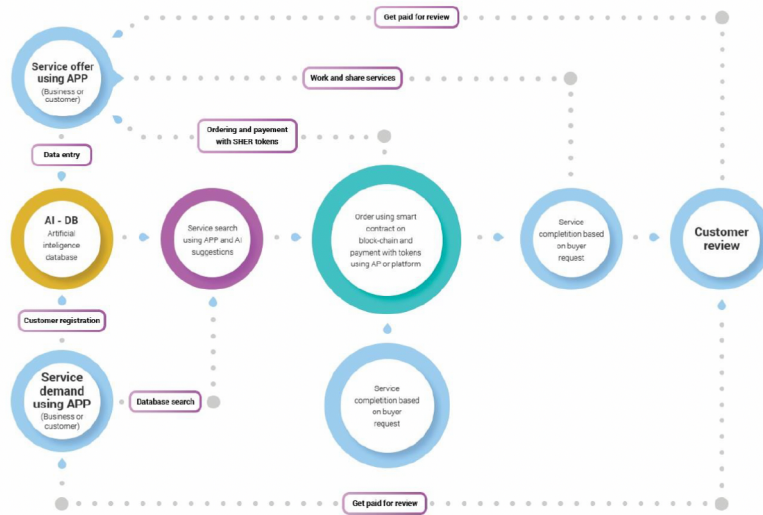 Get paid for review
Service offer
using APP
(Business or
customer)
Work and share services
Ordering and payment
with SHER tokens
Data entry
AI - DB
Artificial
inteligence
database
Service search
using APP and AI
suggestions
Order using smart
contract on
block-chain and
payment with tokens
using AP or platform
Service
competition based
on buyer
request
Customer
review
Customer registration
Service
demand
using APP
(Business or
customer)
Database search
Service
competition based
on buyer
request
Get paid for review